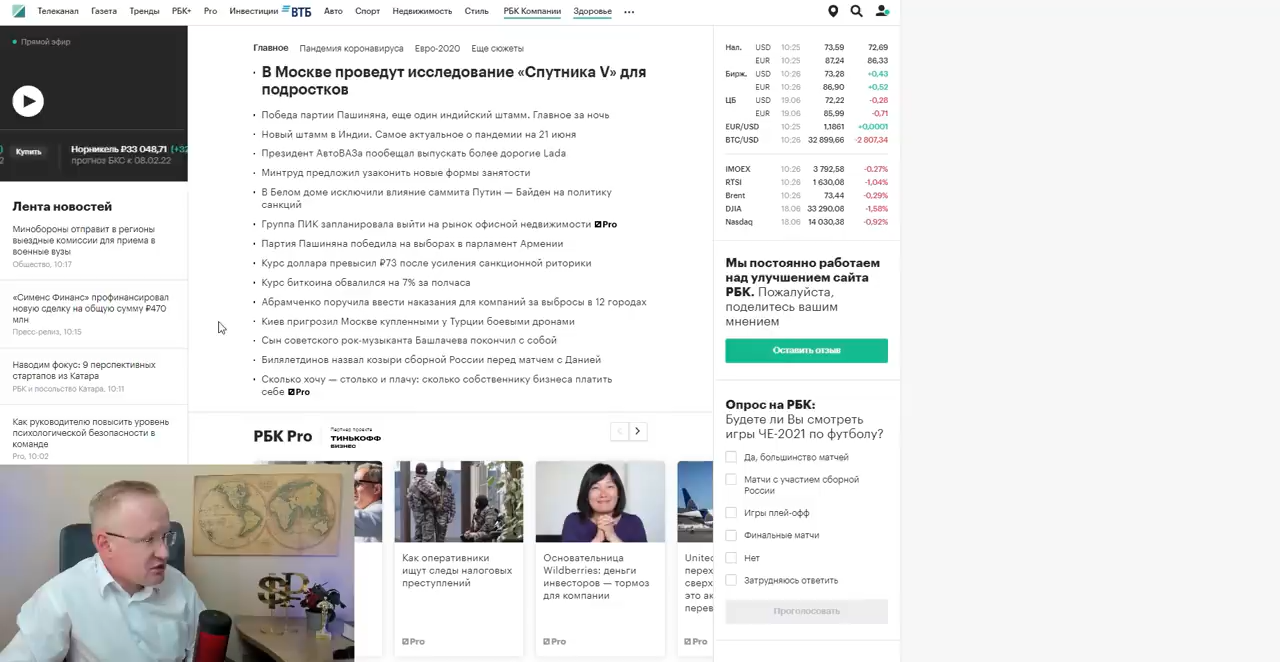 Телеканал Газета Тренды РБК+ Pro Инвестиции ВТБ Авто Спорт Недвижимость Стиль РБК Компании Здоровье
Прямой эфир
Купить
Норникель ₽33 048,71
прогноз БКС к 08.02.22
Лента новостей
Минобороны отправит в регионы
выездные комиссии для приема в
военные вузы
Общество, 10:17
«Сименс Финанс» профинансировал
новую сделку на общую сумму ₽470
млн
Пресс-релиз, 10:15
Наводим фокус: 9 перспективных
стартапов из Катара
РБК и посольство Катара, 10:11
Как руководителю повысить уровень
психологической безопасности в
команде
Pro, 10:02
Главное Пандемия коронавируса Евро-2020 Еще сюжеты
В Москве проведут исследование «Спутника V» для
подростков
Победа партии Пашиняна, еще один индийский штамм. Главное за ночь
Новый штамм в Индии. Самое актуальное о пандемии на 21 июня
Президент АвтоВАЗа пообещал выпускать более дорогие Lada
Минтруд предложил узаконить новые формы занятости
В Белом доме исключили влияние саммита Путин — Байден на политику
санкций
Группа ПИК запланировала выйти на рынок офисной недвижимости Pro
Партия Пашиняна победила на выборах в парламент Армении
Курс доллара превысил ₽73 после усиления санкционной риторики
Курс биткоина обвалился на 7% за полчаса
Абрамченко поручила ввести наказания для компаний за выбросы в 12 городах
Киев пригрозил Москве купленными у Турции боевыми дронами
Сын советского рок-музыканта Башлачева покончил с собой
Билялетдинов назвал козыри сборной России перед матчем с Данией
Сколько хочу — столько и плачу: сколько собственнику бизнеса платить
себе Pro
РБК Pro Партнер проекта
ТИНЬКОФФ
БИЗНЕС
Как оперативники
ищут следы налоговых
преступлений
Pro
Основательница
Wildberries: деньги
инвесторов — тормоз
для компании
Pro
Unitec
перех
сверх
это ак
перев
Pro
Нал. USD 10:25 73,59 72,69
EUR 10:25 87,24 86,33
Бирж. USD 10:26 73,28 +0,43
EUR 10:26 86,90 +0,52
ЦБ USD 19.06 72,22 -0,28
EUR 19.06 85,99 -0,71
EUR/USD 10:25 1,1861 +0,0001
BTC/USD 10:26 32 899,66 -2 807,34
IMOEX 10:26 3 792,58 -0,27%
RTSI 10:26 1 630,08 -1,04%
Brent 10:26 73,44 -0,29%
DJIA 18.06 33 290,08 -1,58%
Nasdaq 18.06 14 030,38 -0,92%
Мы постоянно работаем
над улучшением сайта
РБК. Пожалуйста,
поделитесь вашим
мнением
Оставить отзыв
Опрос на РБК:
Будете ли Вы смотреть
игры ЧЕ-2021 по футболу?
Да, большинство матчей
Матчи с участием сборной
России
Игры плей-офф
Финальные матчи
Нет
Затрудняюсь ответить
Проголосовать